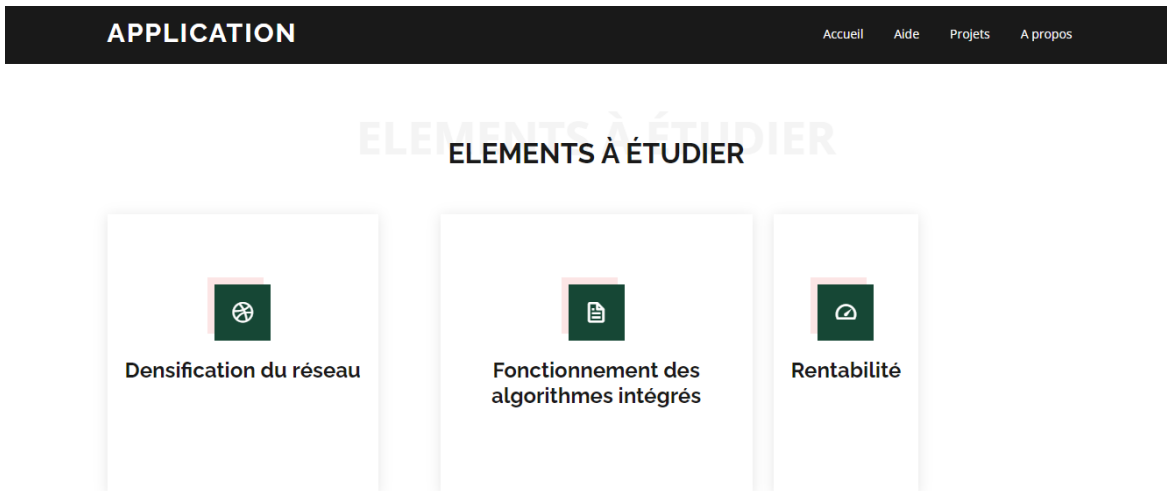 APPLICATION
Accueil Aide Projets A propos
ELEMENTS À ÉTUDIER
ELEMENTS À ÉTUDIER
Densification du réseau
Fonctionnement des
algorithmes intégrés
Rentabilité